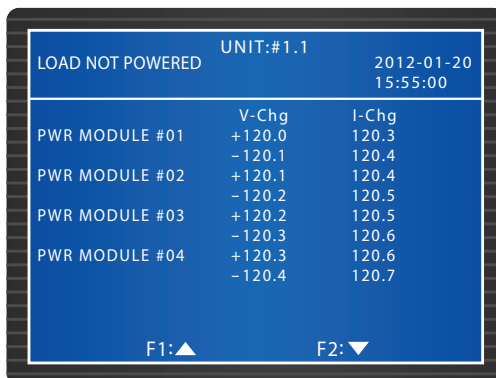 UNIT:#1.1
LOAD NOT POWERED 2012-01-20
15:55:00
V-Chg I-Chg
PWR MODULE #01 +120.0 120.3
−120.1 120.4
PWR MODULE #02 +120.1 120.4
−120.2 120.5
PWR MODULE #03 +120.2 120.5
−120.3 120.6
PWR MODULE #04 +120.3 120.6
−120.4 120.7
F1:▲ F2:▼